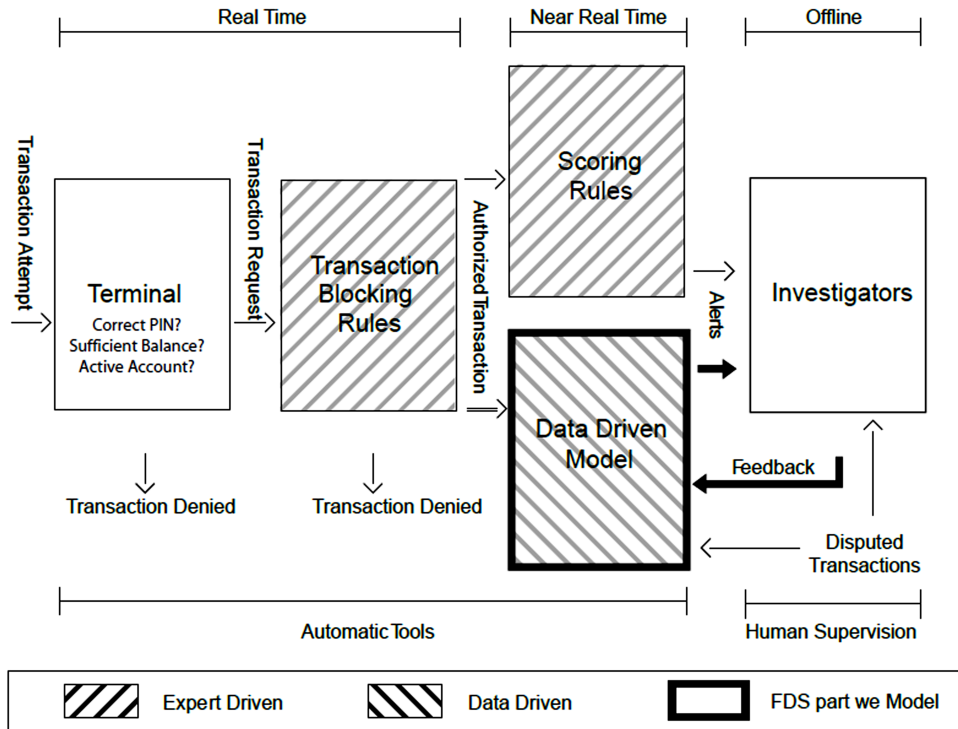 Real Time
Near Real Time
Offline
Transaction Attempt
Terminal
Correct PIN?
Sufficient Balance?
Active Account?
Transaction Request
Transaction
Blocking
Rules
Authorized Transaction
Scoring
Rules
Data Driven
Model
Alerts
Investigators
Feedback
Transaction Denied
Transaction Denied
Disputed
Transactions
Automatic Tools
Human Supervision
Expert Driven
Data Driven
FDS part we Model